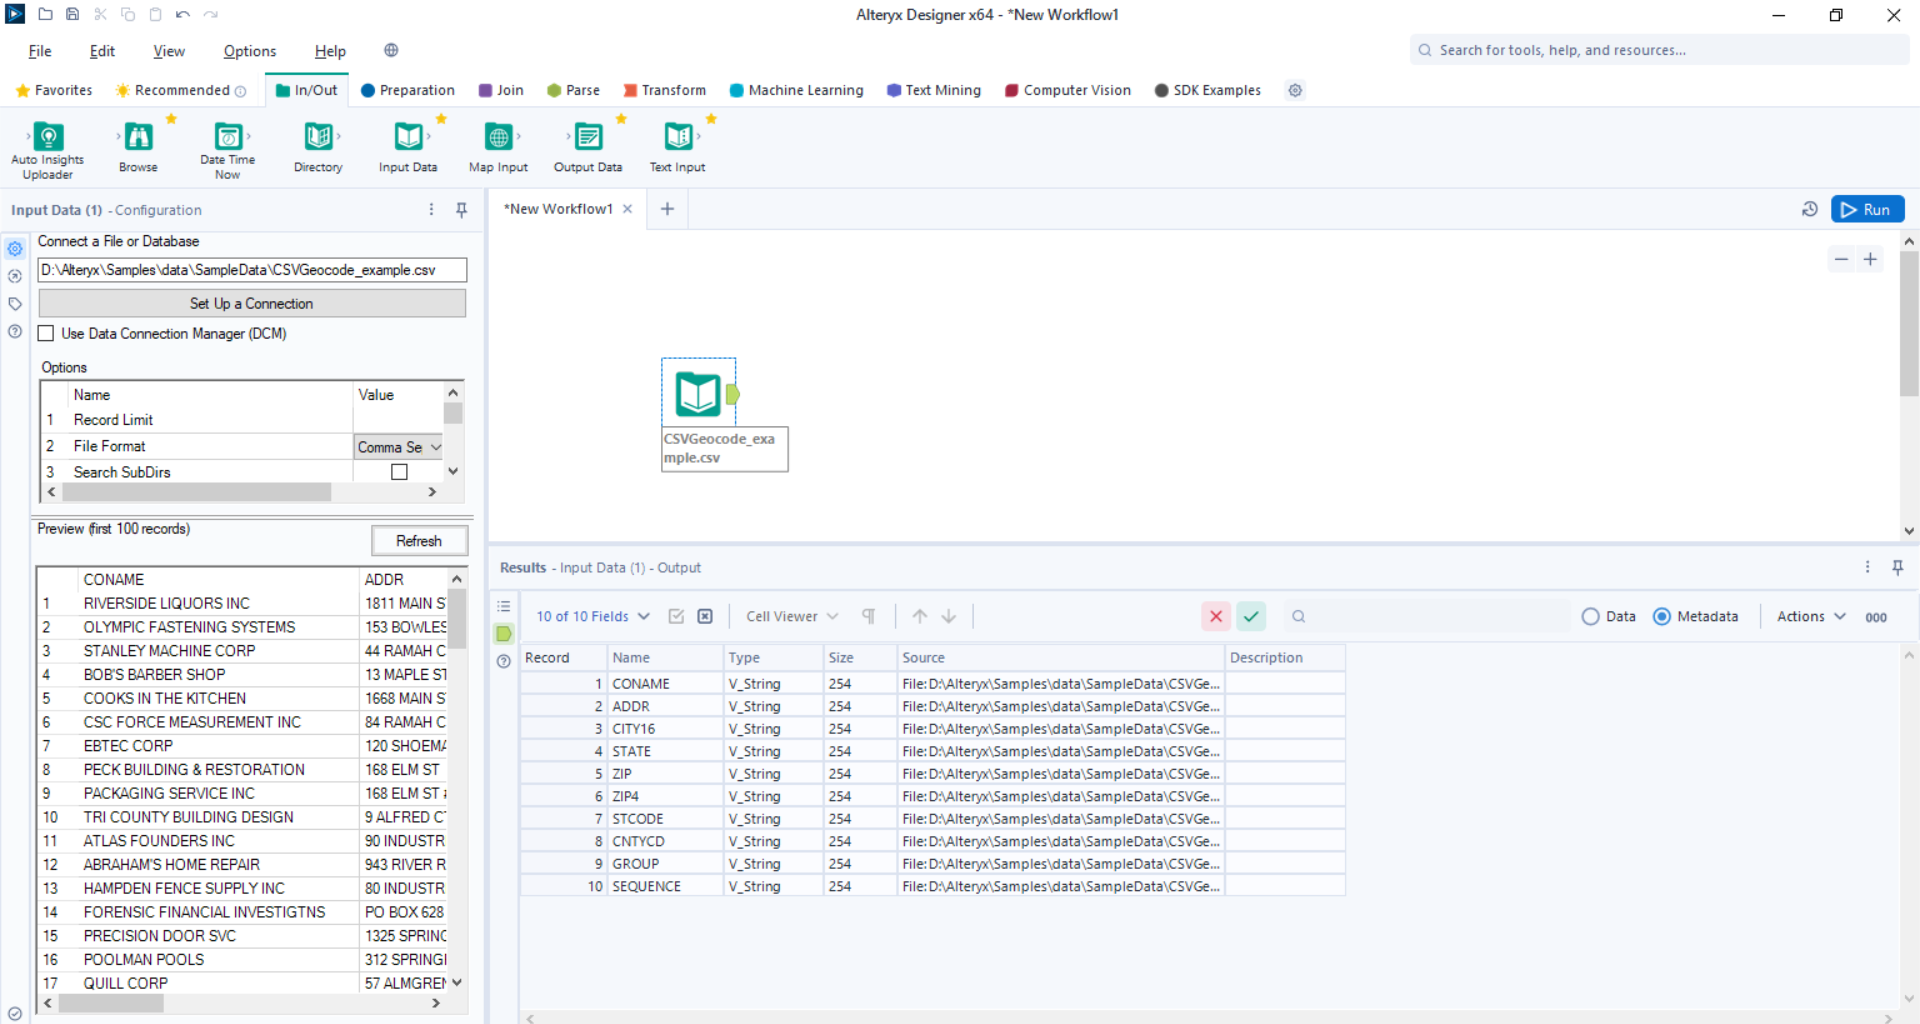 Alteryx Designer x64 - *New Workflow1
File Edit View Options Help
Search for tools, help, and resources...
Favorites Recommended In/Out Preparation Join Parse Transform Machine Learning Text Mining Computer Vision SDK Examples
Auto Insights Uploader Browse Date Time Now Directory Input Data Map Input Output Data Text Input
Input Data (1) - Configuration
*New Workflow1
Run
Connect a File or Database
D:\Alteryx\Samples\data\SampleData\CSVGeocode_example.csv
Set Up a Connection
Use Data Connection Manager (DCM)
Options
Name Value
1 Record Limit
2 File Format Comma Se
3 Search SubDirs
CSVGeocode_exa
mple.csv
Preview (first 100 records)
Refresh
CONAME ADDR
1 RIVERSIDE LIQUORS INC 1811 MAIN S
2 OLYMPIC FASTENING SYSTEMS 153 BOWLES
3 STANLEY MACHINE CORP 44 RAMAH C
4 BOB'S BARBER SHOP 13 MAPLE ST
5 COOKS IN THE KITCHEN 1668 MAIN S
6 CSC FORCE MEASUREMENT INC 84 RAMAH C
7 EBTEC CORP 120 SHOEMA
8 PECK BUILDING & RESTORATION 168 ELM ST
9 PACKAGING SERVICE INC 168 ELM ST #
10 TRI COUNTY BUILDING DESIGN 9 ALFRED C
11 ATLAS FOUNDERS INC 90 INDUSTR
12 ABRAHAM'S HOME REPAIR 943 RIVER R
13 HAMPDEN FENCE SUPPLY INC 80 INDUSTR
14 FORENSIC FINANCIAL INVESTIGTNS PO BOX 628
15 PRECISION DOOR SVC 1325 SPRING
16 POOLMAN POOLS 312 SPRINGI
17 QUILL CORP 57 ALMGREN
Results - Input Data (1) - Output
10 of 10 Fields Cell Viewer Data Metadata Actions 000
Record Name Type Size Source Description
1 CONAME V_String 254 File:D:\Alteryx\Samples\data\SampleData\CSVGe...
2 ADDR V_String 254 File:D:\Alteryx\Samples\data\SampleData\CSVGe...
3 CITY16 V_String 254 File:D:\Alteryx\Samples\data\SampleData\CSVGe...
4 STATE V_String 254 File:D:\Alteryx\Samples\data\SampleData\CSVGe...
5 ZIP V_String 254 File:D:\Alteryx\Samples\data\SampleData\CSVGe...
6 ZIP4 V_String 254 File:D:\Alteryx\Samples\data\SampleData\CSVGe...
7 STCODE V_String 254 File:D:\Alteryx\Samples\data\SampleData\CSVGe...
8 CNTYCD V_String 254 File:D:\Alteryx\Samples\data\SampleData\CSVGe...
9 GROUP V_String 254 File:D:\Alteryx\Samples\data\SampleData\CSVGe...
10 SEQUENCE V_String 254 File:D:\Alteryx\Samples\data\SampleData\CSVGe...